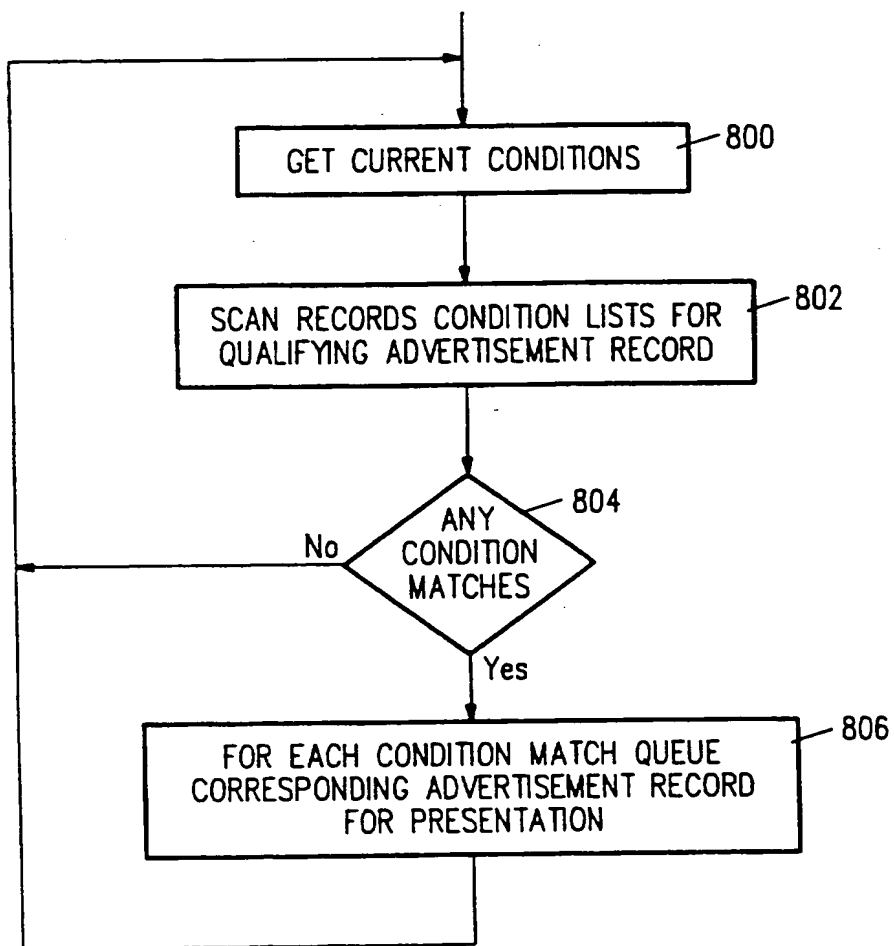 GET CURRENT CONDITIONS
800
SCAN RECORDS CONDITION LISTS FOR
QUALIFYING ADVERTISEMENT RECORD
802
ANY
CONDITION
MATCHES
804
No
Yes
FOR EACH CONDITION MATCH QUEUE
CORRESPONDING ADVERTISEMENT RECORD
FOR PRESENTATION
806